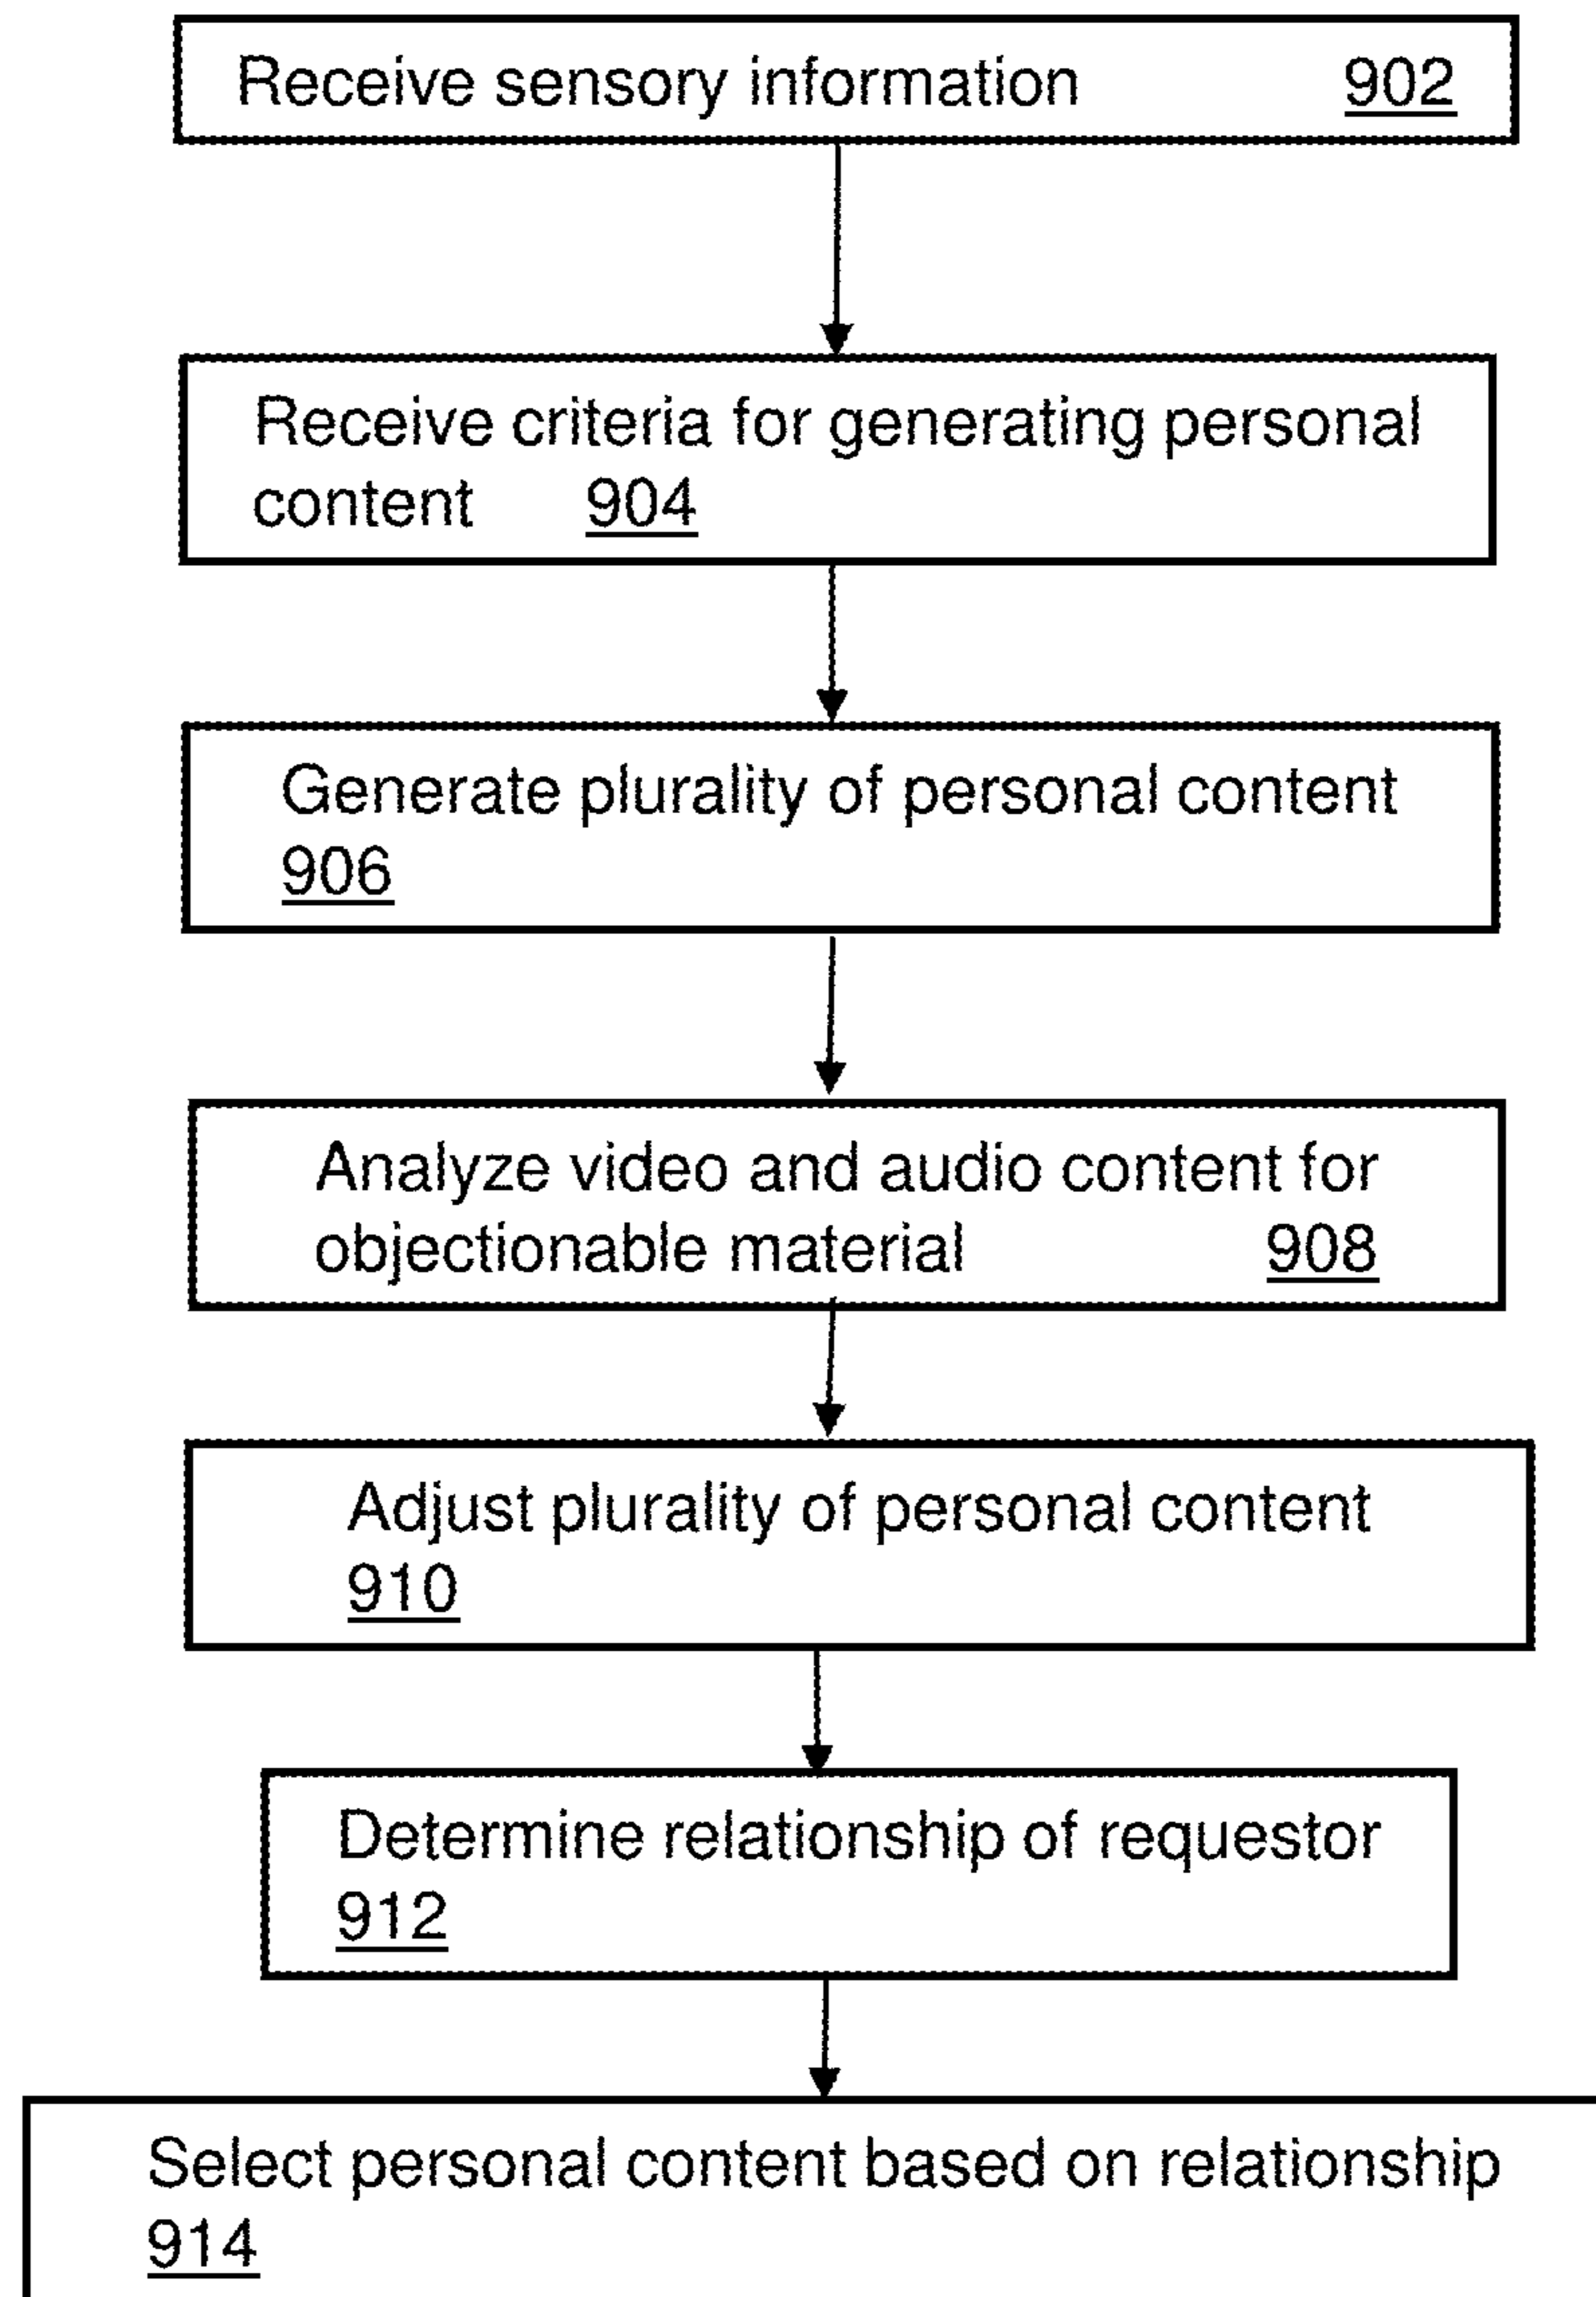 Receive sensory information 902
Receive criteria for generating personal
content 904
Generate plurality of personal content
906
Analyze video and audio content for
objectionable material 908
Adjust plurality of personal content
910
Determine relationship of requestor
912
Select personal content based on relationship
914